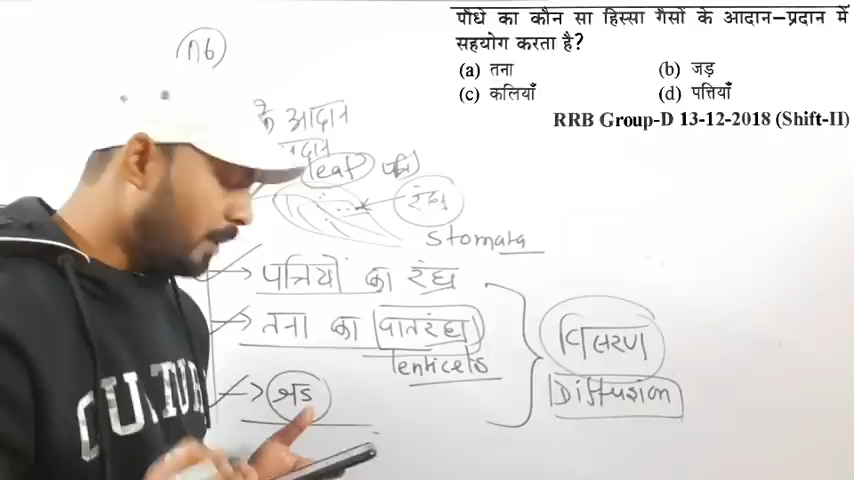 पौधे का कौन सा हिस्सा गैसों के आदान–प्रदान में
सहयोग करता है?
(a) तना
(b) जड़
(c) कलियाँ
(d) पत्तियाँ
RRB Group-D 13-12-2018 (Shift-II)
के आदान
प्रदान
leaf
रंध्र
Stomata
पत्तियों का रंध्र
तना का वातरंध्र
lenticels
विसरण
Diffusion